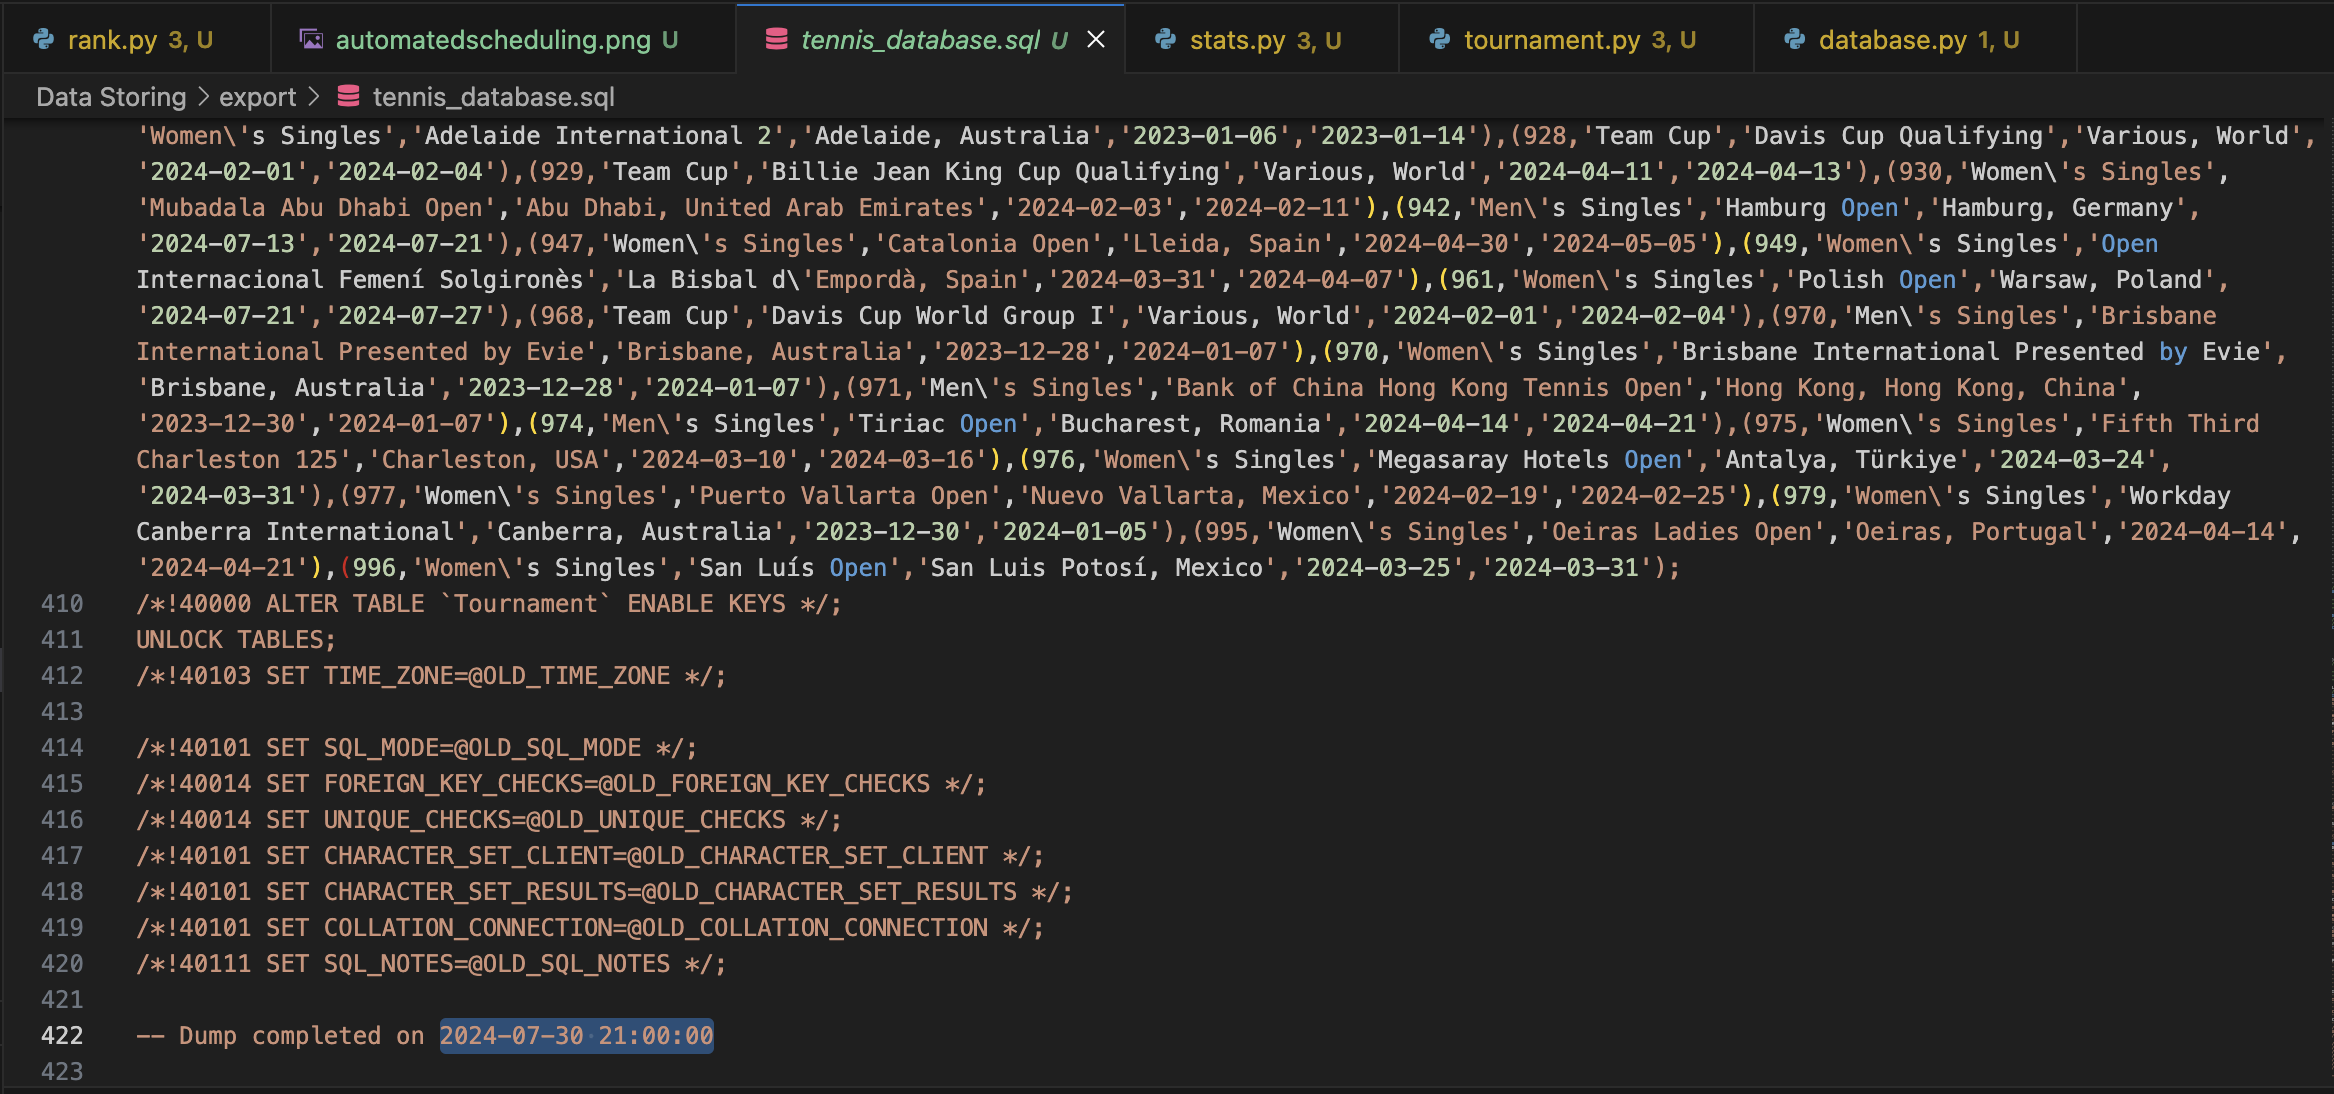 rank.py 3, U
automatedscheduling.png U
tennis_database.sql U
stats.py 3, U
tournament.py 3, U
database.py 1, U
Data Storing > export > tennis_database.sql
'Women\'s Singles','Adelaide International 2','Adelaide, Australia','2023-01-06','2023-01-14'),(928,'Team Cup','Davis Cup Qualifying','Various, World',
'2024-02-01','2024-02-04'),(929,'Team Cup','Billie Jean King Cup Qualifying','Various, World','2024-04-11','2024-04-13'),(930,'Women\'s Singles',
'Mubadala Abu Dhabi Open','Abu Dhabi, United Arab Emirates','2024-02-03','2024-02-11'),(942,'Men\'s Singles','Hamburg Open','Hamburg, Germany',
'2024-07-13','2024-07-21'),(947,'Women\'s Singles','Catalonia Open','Lleida, Spain','2024-04-30','2024-05-05'),(949,'Women\'s Singles','Open
Internacional Femení Solgironès','La Bisbal d\'Empordà, Spain','2024-03-31','2024-04-07'),(961,'Women\'s Singles','Polish Open','Warsaw, Poland',
'2024-07-21','2024-07-27'),(968,'Team Cup','Davis Cup World Group I','Various, World','2024-02-01','2024-02-04'),(970,'Men\'s Singles','Brisbane
International Presented by Evie','Brisbane, Australia','2023-12-28','2024-01-07'),(970,'Women\'s Singles','Brisbane International Presented by Evie',
'Brisbane, Australia','2023-12-28','2024-01-07'),(971,'Men\'s Singles','Bank of China Hong Kong Tennis Open','Hong Kong, Hong Kong, China',
'2023-12-30','2024-01-07'),(974,'Men\'s Singles','Tiriac Open','Bucharest, Romania','2024-04-14','2024-04-21'),(975,'Women\'s Singles','Fifth Third
Charleston 125','Charleston, USA','2024-03-10','2024-03-16'),(976,'Women\'s Singles','Megasaray Hotels Open','Antalya, Türkiye','2024-03-24',
'2024-03-31'),(977,'Women\'s Singles','Puerto Vallarta Open','Nuevo Vallarta, Mexico','2024-02-19','2024-02-25'),(979,'Women\'s Singles','Workday
Canberra International','Canberra, Australia','2023-12-30','2024-01-05'),(995,'Women\'s Singles','Oeiras Ladies Open','Oeiras, Portugal','2024-04-14',
'2024-04-21'),(996,'Women\'s Singles','San Luís Open','San Luis Potosí, Mexico','2024-03-25','2024-03-31');
410 /*!40000 ALTER TABLE `Tournament` ENABLE KEYS */;
411 UNLOCK TABLES;
412 /*!40103 SET TIME_ZONE=@OLD_TIME_ZONE */;
413
414 /*!40101 SET SQL_MODE=@OLD_SQL_MODE */;
415 /*!40014 SET FOREIGN_KEY_CHECKS=@OLD_FOREIGN_KEY_CHECKS */;
416 /*!40014 SET UNIQUE_CHECKS=@OLD_UNIQUE_CHECKS */;
417 /*!40101 SET CHARACTER_SET_CLIENT=@OLD_CHARACTER_SET_CLIENT */;
418 /*!40101 SET CHARACTER_SET_RESULTS=@OLD_CHARACTER_SET_RESULTS */;
419 /*!40101 SET COLLATION_CONNECTION=@OLD_COLLATION_CONNECTION */;
420 /*!40111 SET SQL_NOTES=@OLD_SQL_NOTES */;
421
422 -- Dump completed on 2024-07-30 21:00:00
423